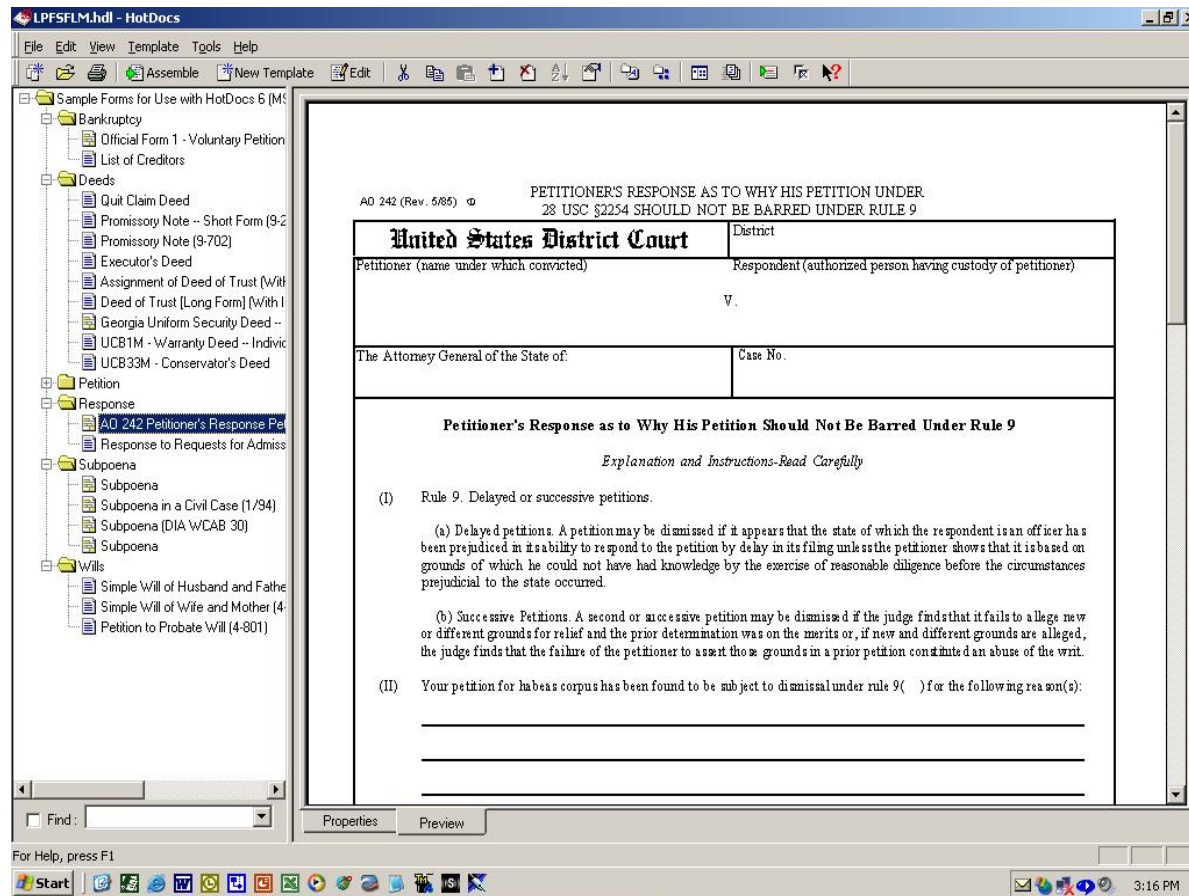 LPFSFLM.hdl - HotDocs
File Edit View Template Tools Help
Assemble New Template Edit
Sample Forms for Use with HotDocs 6 (MS
Bankruptcy
Official Form 1 - Voluntary Petition
List of Creditors
Deeds
Quit Claim Deed
Promissory Note -- Short Form (9-2
Promissory Note (9-702)
Executor's Deed
Assignment of Deed of Trust (With
Deed of Trust [Long Form] (With I
Georgia Uniform Security Deed --
UCB1M - Warranty Deed -- Individ
UCB33M - Conservator's Deed
Petition
Response
AO 242 Petitioner's Response Pet
Response to Requests for Admiss
Subpoena
Subpoena
Subpoena in a Civil Case (1/94)
Subpoena (DIA WCAB 30)
Subpoena
Wills
Simple Will of Husband and Fathe
Simple Will of Wife and Mother (4-
Petition to Probate Will (4-801)
Find :
AO 242 (Rev. 5/85)
PETITIONER'S RESPONSE AS TO WHY HIS PETITION UNDER
28 USC §2254 SHOULD NOT BE BARRED UNDER RULE 9
United States District Court
District
Petitioner (name under which convicted)
Respondent (authorized person having custody of petitioner)
V.
The Attorney General of the State of:
Case No.
Petitioner's Response as to Why His Petition Should Not Be Barred Under Rule 9
Explanation and Instructions-Read Carefully
(I) Rule 9. Delayed or successive petitions.
(a) Delayed petitions. A petition may be dismissed if it appears that the state of which the respondent is an officer has
been prejudiced in its ability to respond to the petition by delay in its filing unless the petitioner shows that it is based on
grounds of which he could not have had knowledge by the exercise of reasonable diligence before the circumstances
prejudicial to the state occurred.
(b) Successive Petitions. A second or successive petition may be dismissed if the judge finds that it fails to allege new
or different grounds for relief and the prior determination was on the merits or, if new and different grounds are alleged,
the judge finds that the failure of the petitioner to assert those grounds in a prior petition constituted an abuse of the writ.
(II) Your petition for habeas corpus has been found to be subject to dismissal under rule 9( ) for the following reason(s):
Properties Preview
For Help, press F1
Start
3:16 PM